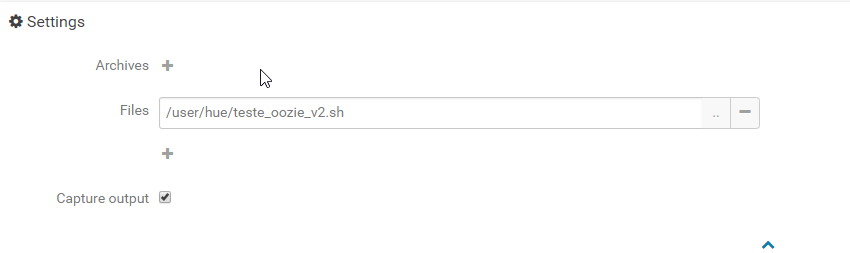 Settings
Archives
Files /user/hue/teste_oozie_v2.sh ..
Capture output